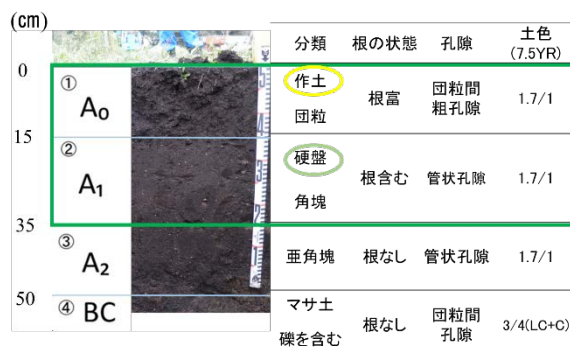 (cm)
分類 根の状態 孔隙 土色
(7.5YR)
0
① A₀ 作土 団粒 根富 団粒間 粗孔隙 1.7/1
15
② A₁ 硬盤 角塊 根含む 管状孔隙 1.7/1
35
③ A₂ 亜角塊 根なし 管状孔隙 1.7/1
50
④ BC マサ土 礫を含む 根なし 団粒間 孔隙 3/4(LC+C)